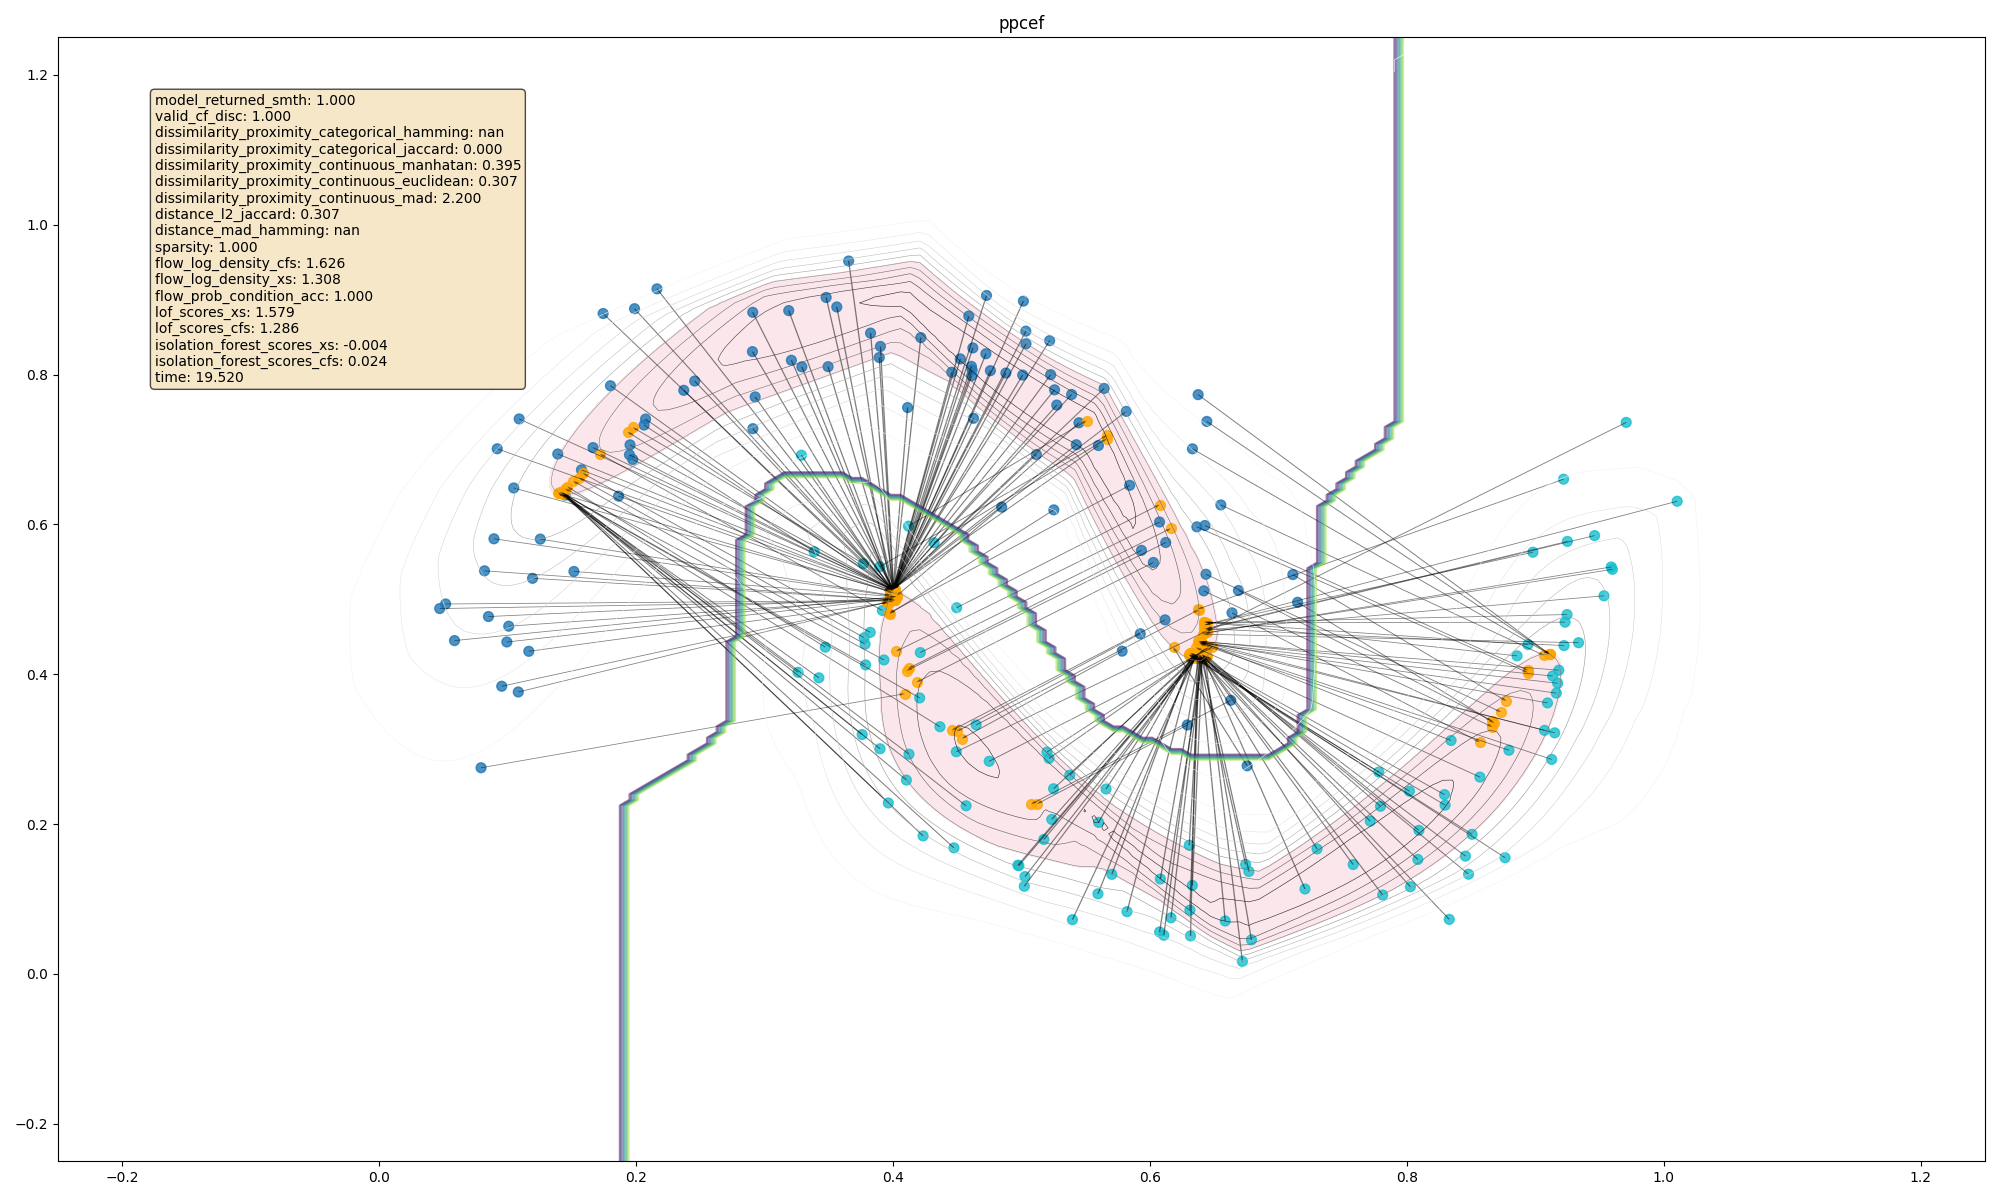 ppcef
1.2
1.0
0.8
0.6
0.4
0.2
0.0
−0.2
model_returned_smth: 1.000
valid_cf_disc: 1.000
dissimilarity_proximity_categorical_hamming: nan
dissimilarity_proximity_categorical_jaccard: 0.000
dissimilarity_proximity_continuous_manhatan: 0.395
dissimilarity_proximity_continuous_euclidean: 0.307
dissimilarity_proximity_continuous_mad: 2.200
distance_l2_jaccard: 0.307
distance_mad_hamming: nan
sparsity: 1.000
flow_log_density_cfs: 1.626
flow_log_density_xs: 1.308
flow_prob_condition_acc: 1.000
lof_scores_xs: 1.579
lof_scores_cfs: 1.286
isolation_forest_scores_xs: -0.004
isolation_forest_scores_cfs: 0.024
time: 19.520
−0.2 0.0 0.2 0.4 0.6 0.8 1.0 1.2